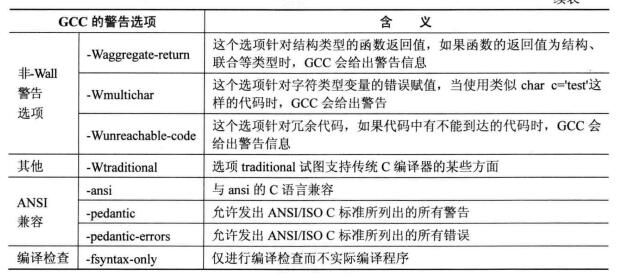 续表
GCC 的警告选项 含 义
非-Wall
警告
选项
-Waggregate-return
这个选项针对结构类型的函数返回值，如果函数的返回值为结构、
联合等类型时，GCC 会给出警告信息
-Wmultichar
这个选项针对字符类型变量的错误赋值，当使用类似 char c='test'这
样的代码时，GCC 会给出警告
-Wunreachable-code
这个选项针对冗余代码，如果代码中有不能到达的代码时，GCC 会
给出警告信息
其他 -Wtraditional 选项 traditional 试图支持传统 C 编译器的某些方面
ANSI
兼容
-ansi 与 ansi 的 C 语言兼容
-pedantic 允许发出 ANSI/ISO C 标准所列出的所有警告
-pedantic-errors 允许发出 ANSI/ISO C 标准所列出的所有错误
编译检查 -fsyntax-only 仅进行编译检查而不实际编译程序